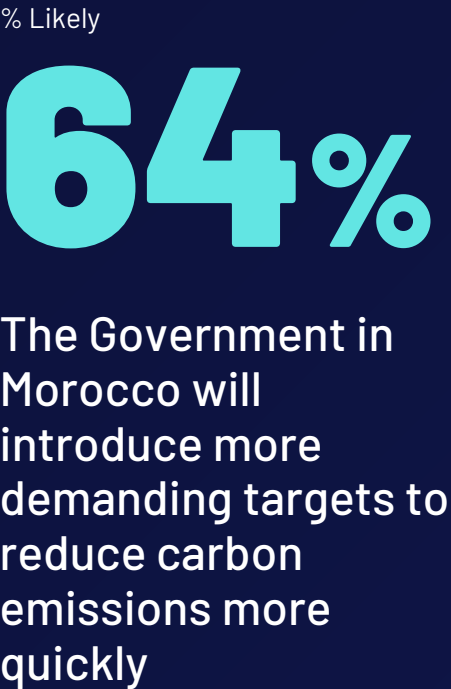 % Likely
64%
The Government in
Morocco will
introduce more
demanding targets to
reduce carbon
emissions more
quickly